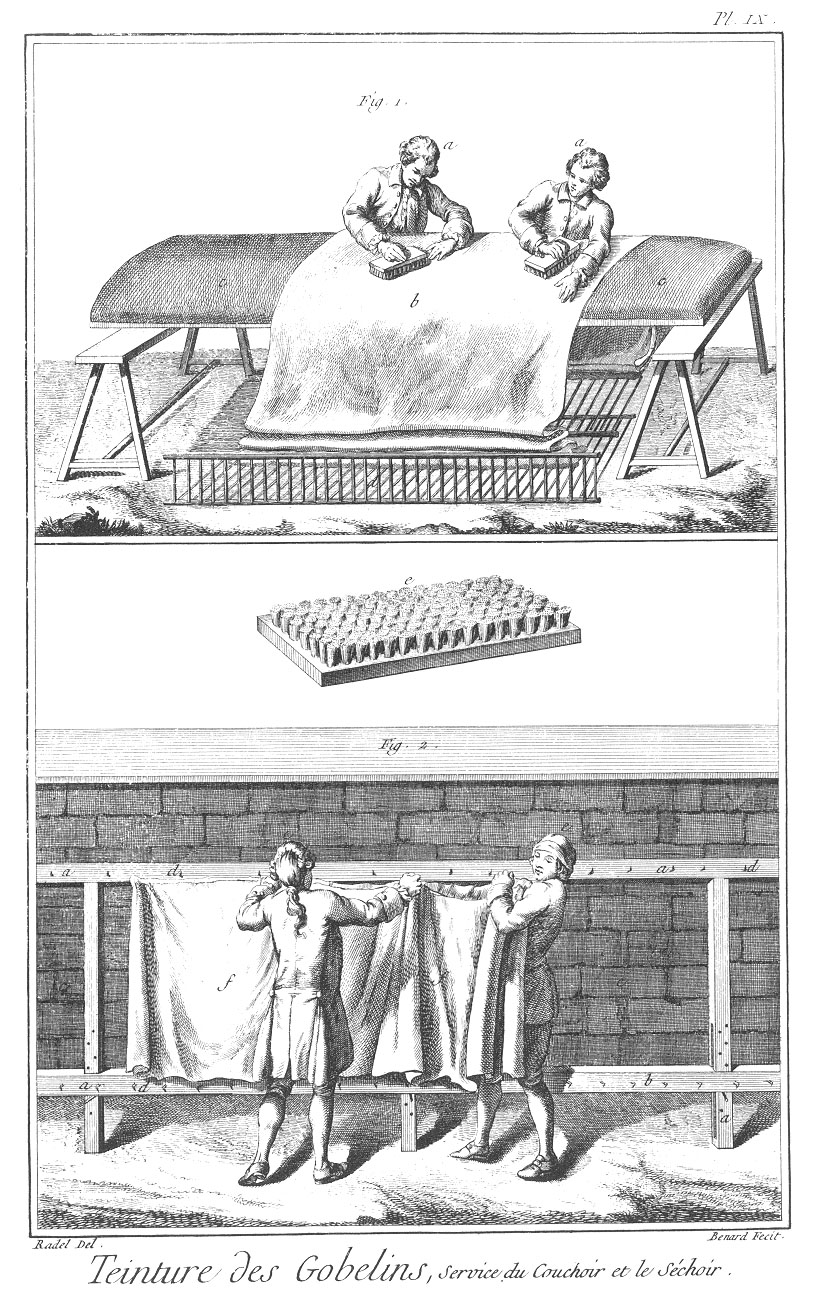 Pl. IX.
Fig. 1.
a a
c c
b
e
Fig. 2.
a d a d
f
a d b
a
Radel Del. Benard Fecit.
Teinture des Gobelins, Service du Couchoir et le Séchoir.